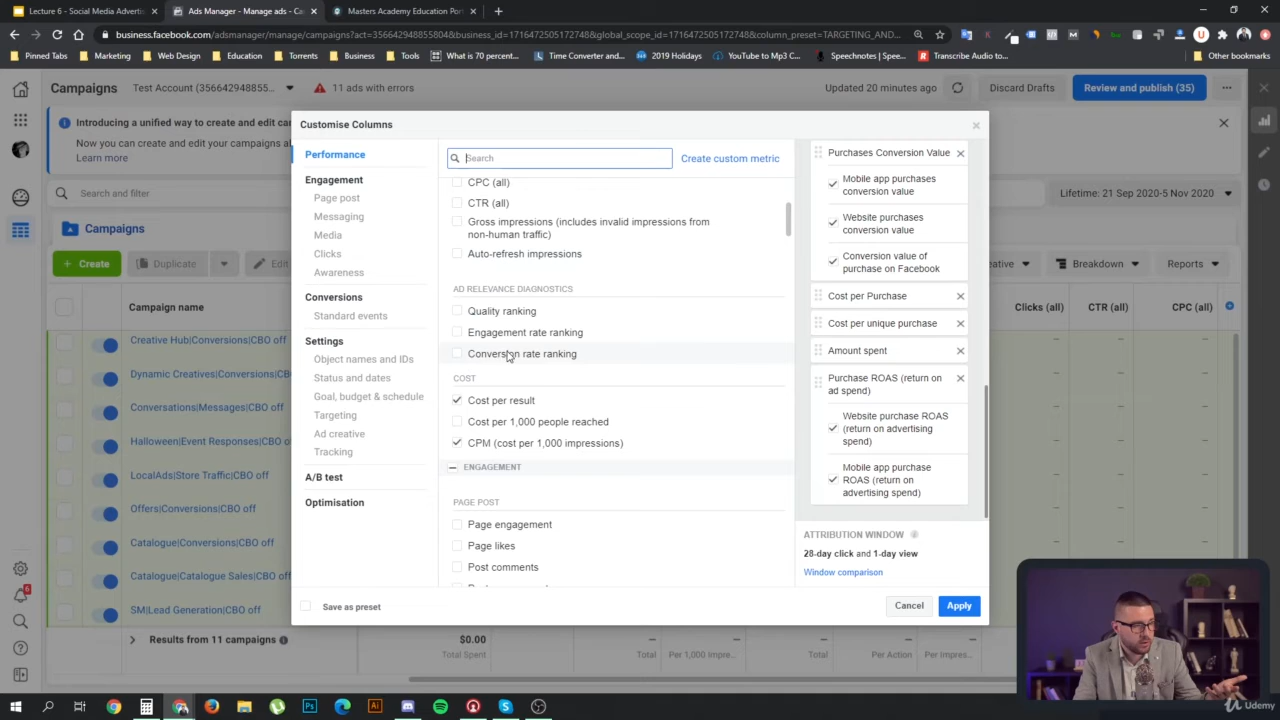 Lecture 6 - Social Media Adverti
Ads Manager - Manage ads - Ca
Masters Academy Education Por
business.facebook.com/adsmanager/manage/campaigns?act=356642948855804&business_id=171647250517274&global_scope_id=171647250517274&column_preset=TARGETING_AND...
Pinned Tabs
Marketing
Web Design
Education
Torrents
Business
Tools
What is 70 percent...
Time Converter and...
2019 Holidays
YouTube to Mp3 C...
Speechnotes | Spee...
Transcribe Audio to...
Other bookmarks
Campaigns
Test Account (356642948855...
11 ads with errors
Updated 20 minutes ago
Discard Drafts
Review and publish (35)
Introducing a unified way to create and edit can
Now you can create and edit your campaigns al
Learn more
Search and filter
Lifetime: 21 Sep 2020-5 Nov 2020
Campaigns
+ Create
Duplicate
Edit
eative
Breakdown
Reports
Campaign name
Clicks (all)
CTR (all)
CPC (all)
Creative Hub|Conversions|CBO off
Dynamic Creatives|Conversions|CB
Conversations|Messages|CBO off
Halloween|Event Responses|CBO o
LocalAds|Store Traffic|CBO off
Offers|Conversions|CBO off
Catalogue|Conversions|CBO off
Catalogue|Catalogue Sales|CBO off
SM|Lead Generation|CBO off
Results from 11 campaigns
$0.00
Total Spent
Total
Per 1,000 Impre...
Total
Per Action
Per Impres...
Customise Columns
Performance
Engagement
Page post
Messaging
Media
Clicks
Awareness
Conversions
Standard events
Settings
Object names and IDs
Status and dates
Goal, budget & schedule
Targeting
Ad creative
Tracking
A/B test
Optimisation
Search
Create custom metric
CPC (all)
CTR (all)
Gross impressions (includes invalid impressions from
non-human traffic)
Auto-refresh impressions
AD RELEVANCE DIAGNOSTICS
Quality ranking
Engagement rate ranking
Conversion rate ranking
COST
Cost per result
Cost per 1,000 people reached
CPM (cost per 1,000 impressions)
ENGAGEMENT
PAGE POST
Page engagement
Page likes
Post comments
Purchases Conversion Value
Mobile app purchases
conversion value
Website purchases
conversion value
Conversion value of
purchase on Facebook
Cost per Purchase
Cost per unique purchase
Amount spent
Purchase ROAS (return on
ad spend)
Website purchase ROAS
(return on advertising
spend)
Mobile app purchase
ROAS (return on
advertising spend)
ATTRIBUTION WINDOW
28-day click and 1-day view
Window comparison
Save as preset
Cancel
Apply
Udemy